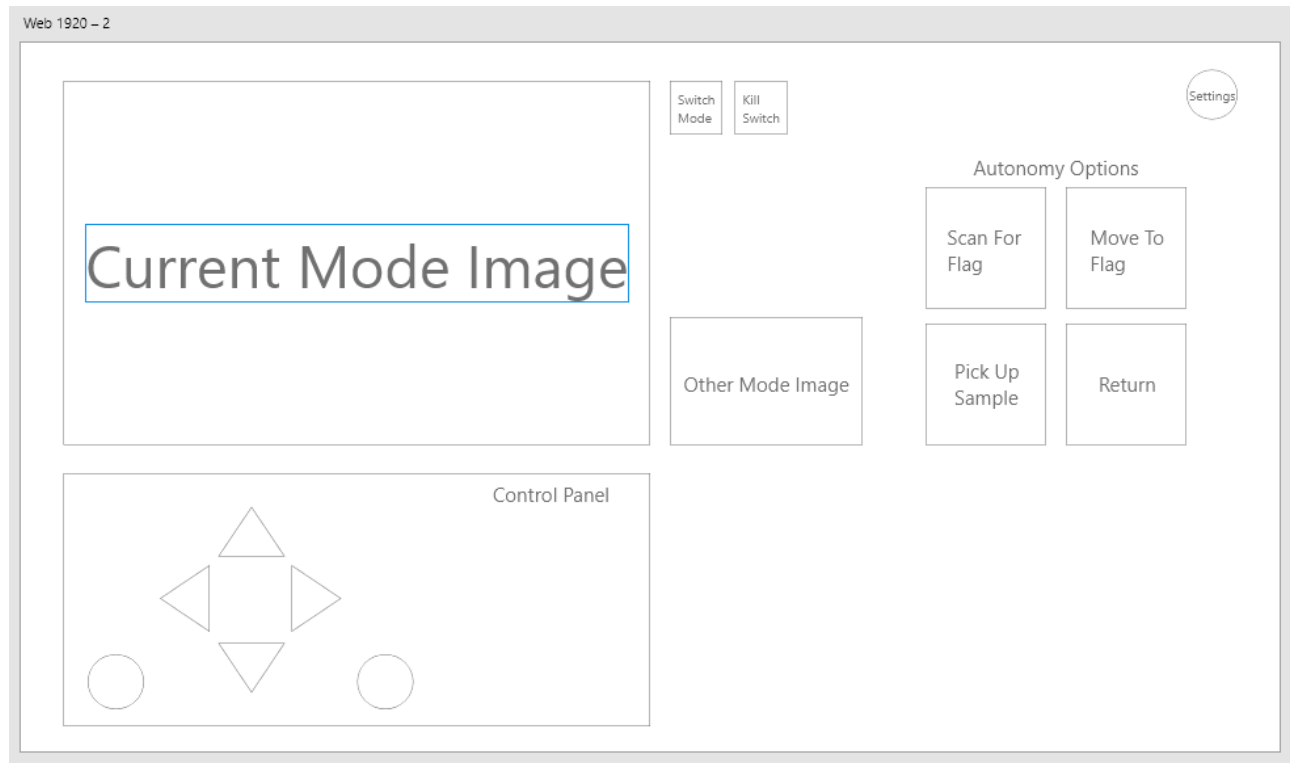 Web 1920 – 2
Switch
Mode
Kill
Switch
Settings
Current Mode Image
Other Mode Image
Autonomy Options
Scan For
Flag
Move To
Flag
Pick Up
Sample
Return
Control Panel